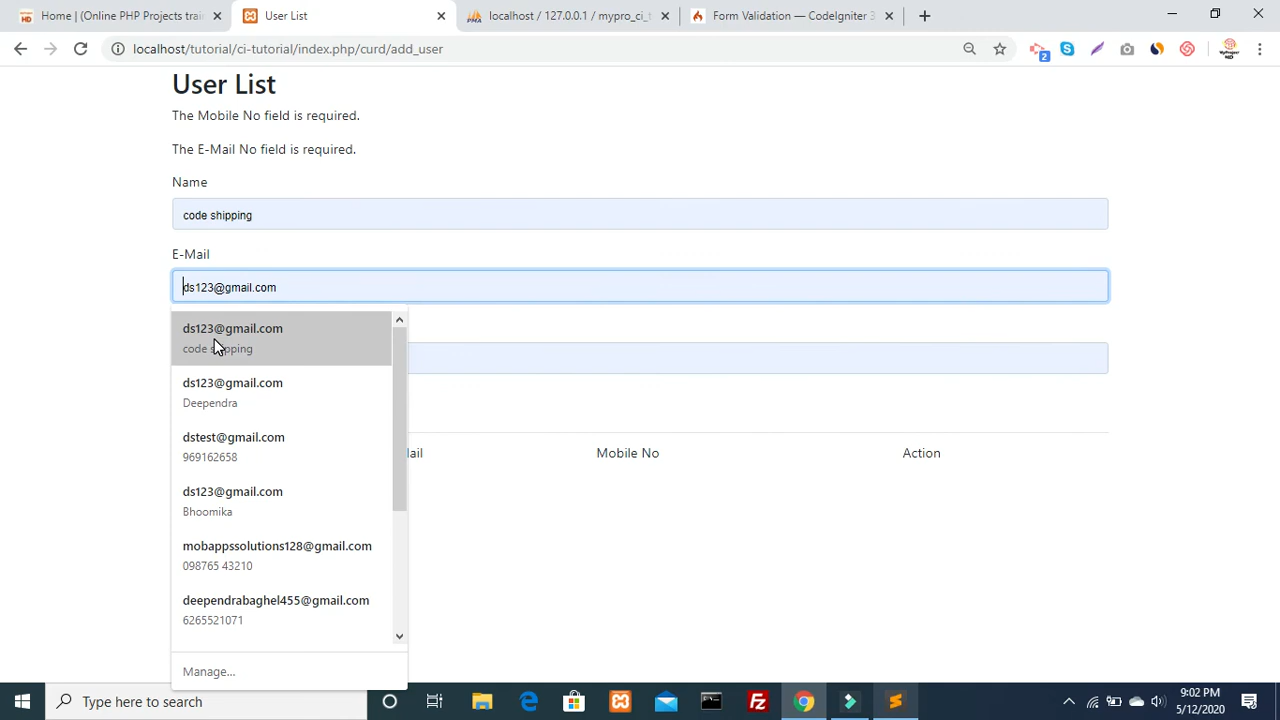 Home | (Online PHP Projects train
User List
localhost / 127.0.0.1 / mypro_ci_t
Form Validation — CodeIgniter 3
localhost/tutorial/ci-tutorial/index.php/curd/add_user
2
User List
The Mobile No field is required.
The E-Mail No field is required.
Name
code shipping
E-Mail
ds123@gmail.com
ds123@gmail.com
code shipping
ds123@gmail.com
Deependra
dstest@gmail.com
969162658
ail
Mobile No
Action
ds123@gmail.com
Bhoomika
mobappssolutions128@gmail.com
098765 43210
deependrabaghel455@gmail.com
6265521071
Manage...
Type here to search
9:02 PM
5/12/2020